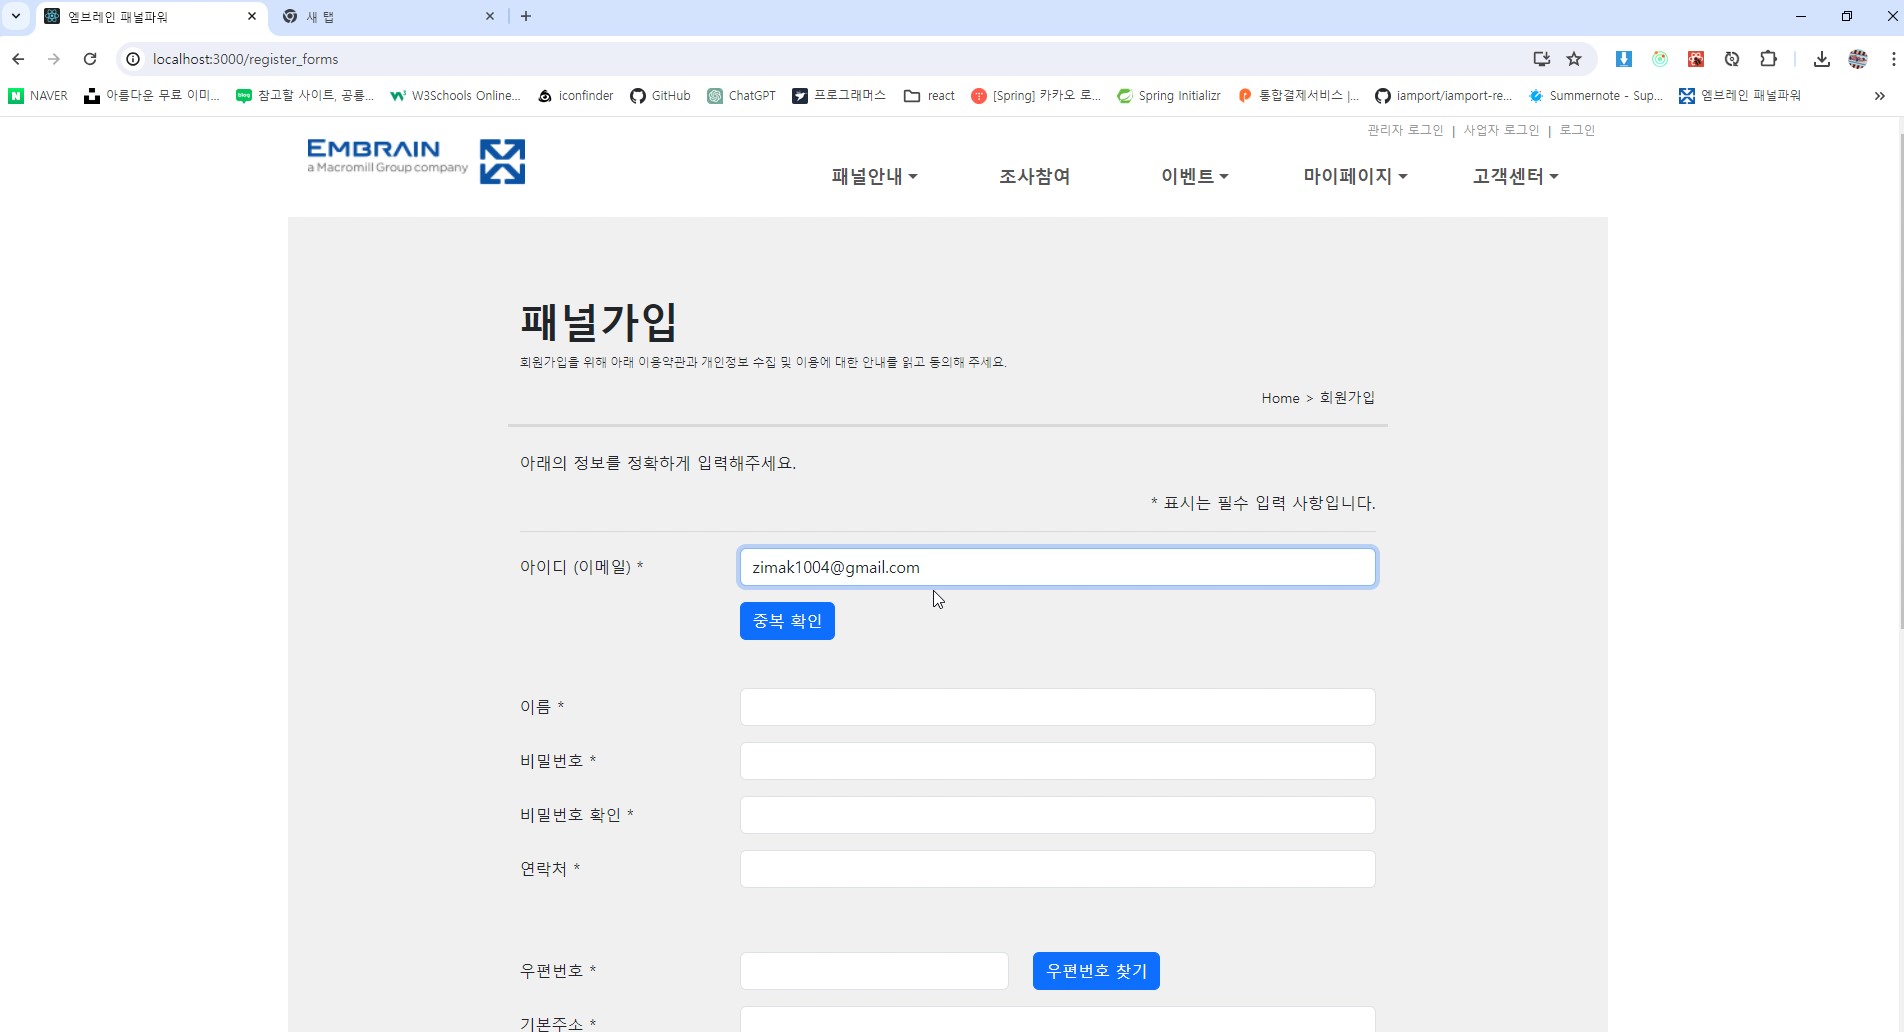 엠브레인 패널파워
새 탭
localhost:3000/register_forms
NAVER
아름다운 무료 이미...
참고할 사이트, 공룡...
W3Schools Online...
iconfinder
GitHub
ChatGPT
프로그래머스
react
[Spring] 카카오 로...
Spring Initializr
통합결제서비스 |...
iamport/iamport-re...
Summernote - Sup...
엠브레인 패널파워
관리자 로그인 | 사업자 로그인 | 로그인
EMBRAIN
a Macromill Group company
패널안내
조사참여
이벤트
마이페이지
고객센터
패널가입
회원가입을 위해 아래 이용약관과 개인정보 수집 및 이용에 대한 안내를 읽고 동의해 주세요.
Home > 회원가입
아래의 정보를 정확하게 입력해주세요.
* 표시는 필수 입력 사항입니다.
아이디 (이메일) *
zimak1004@gmail.com
중복 확인
이름 *
비밀번호 *
비밀번호 확인 *
연락처 *
우편번호 *
우편번호 찾기
기본주소 *